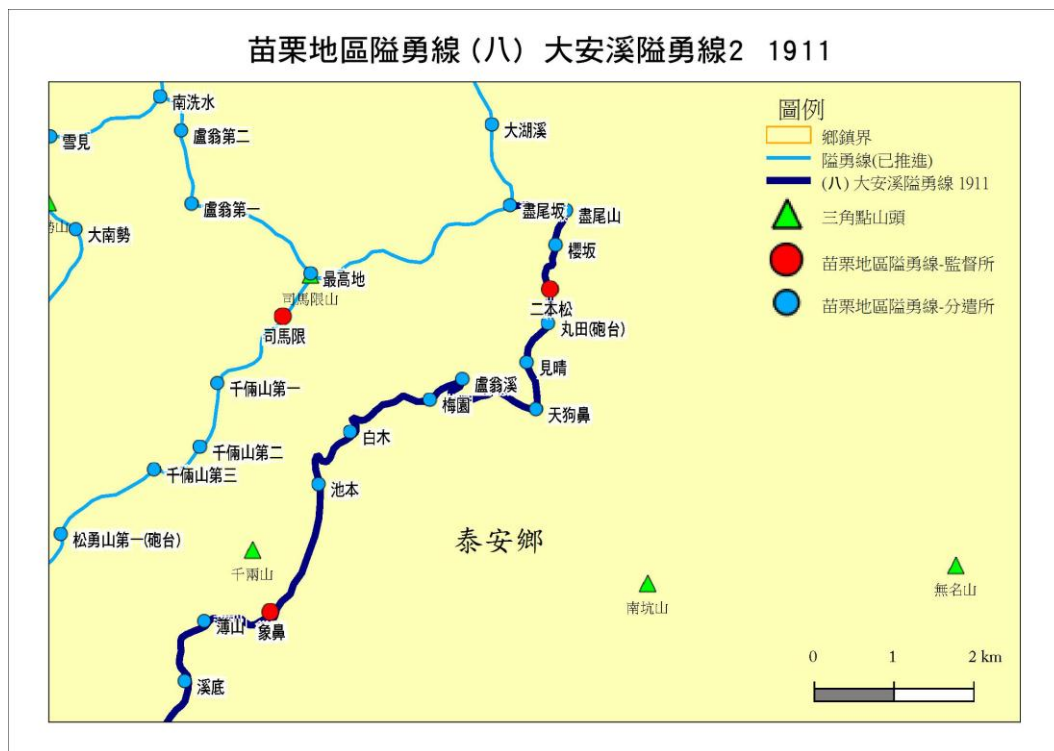 苗栗地區隘勇線(八) 大安溪隘勇線2 1911
圖例
鄉鎮界
隘勇線(已推進)
(八) 大安溪隘勇線 1911
三角點山頭
苗栗地區隘勇線-監督所
苗栗地區隘勇線-分遣所
南洗水
雪見
盧翁第二
大湖溪
盧翁第一
盡尾坂
盡尾山
大南勢
櫻坂
最高地
司馬限山
二本松
司馬限
丸田(砲台)
見晴
千倆山第一
盧翁溪
梅園
天狗鼻
白木
千倆山第二
千倆山第三
池本
松勇山第一(砲台)
泰安鄉
千兩山
南坑山
無名山
薄山
象鼻
溪底
0 1 2 km